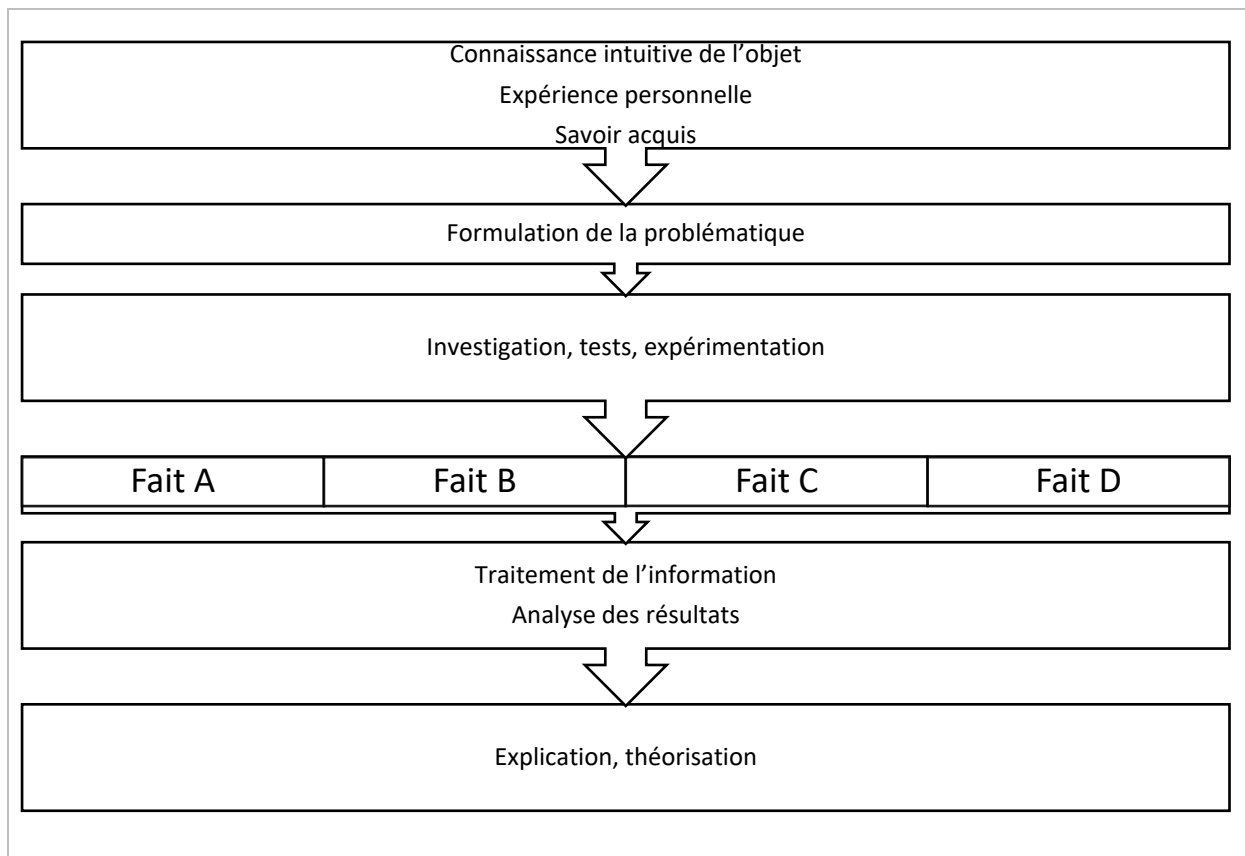 Connaissance intuitive de l’objet
Expérience personnelle
Savoir acquis
Formulation de la problématique
Investigation, tests, expérimentation
Fait A
Fait B
Fait C
Fait D
Traitement de l’information
Analyse des résultats
Explication, théorisation